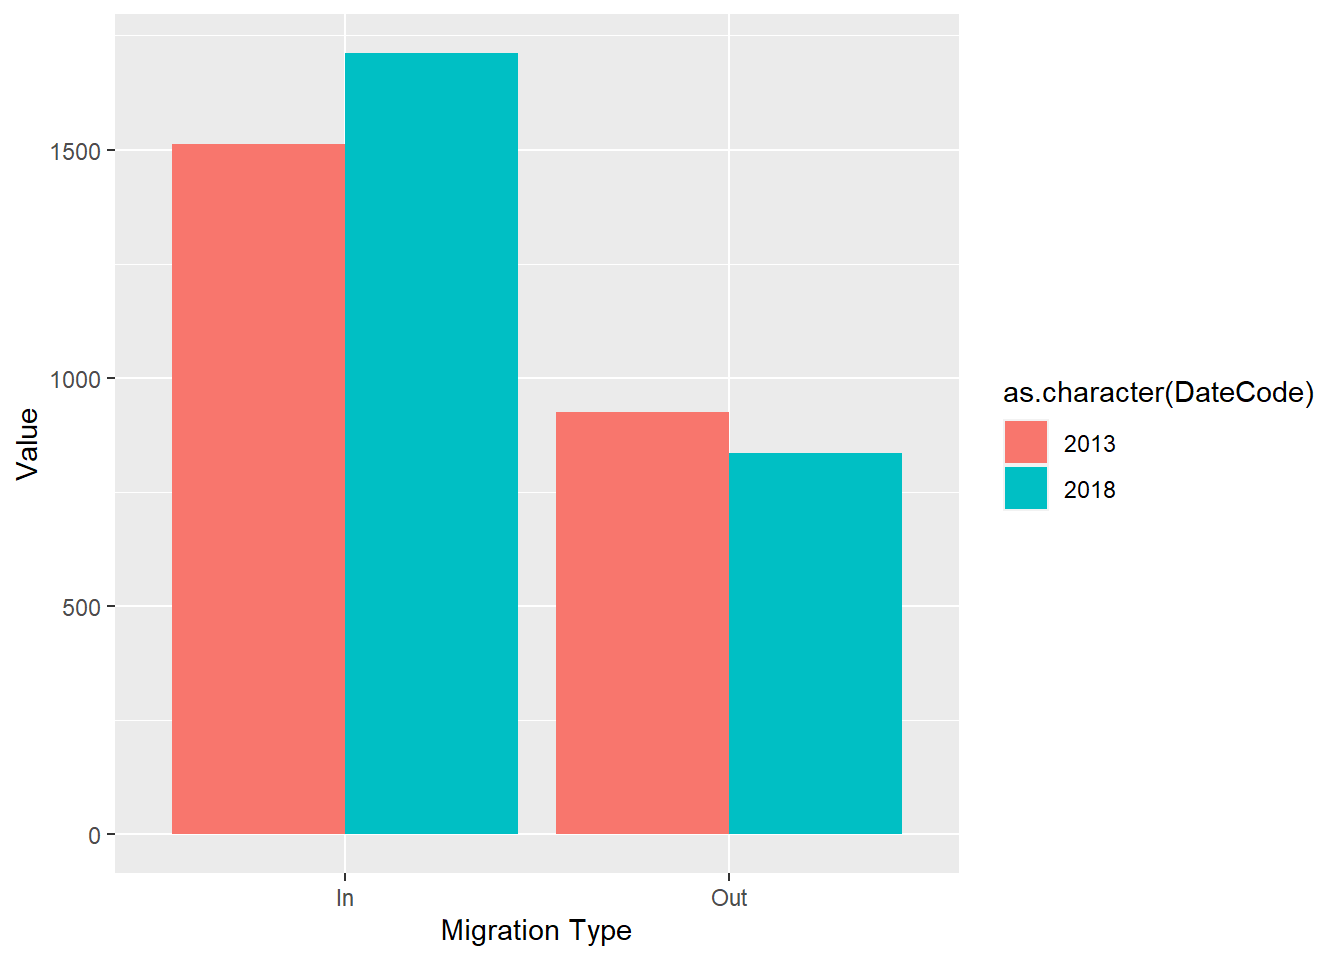 1500
1000
500
0
Value
In Out
Migration Type
as.character(DateCode)
2013
2018